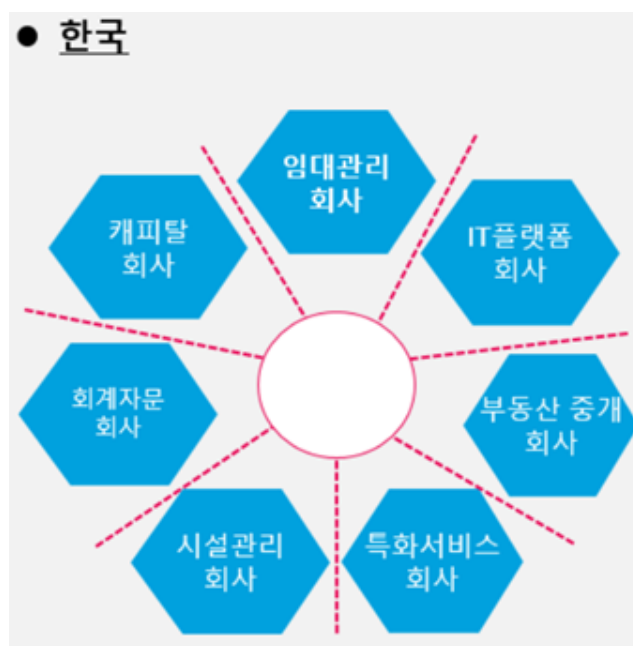 ● 한국
임대관리
회사
IT플랫폼
회사
부동산 중개
회사
특화서비스
회사
시설관리
회사
회계자문
회사
캐피탈
회사